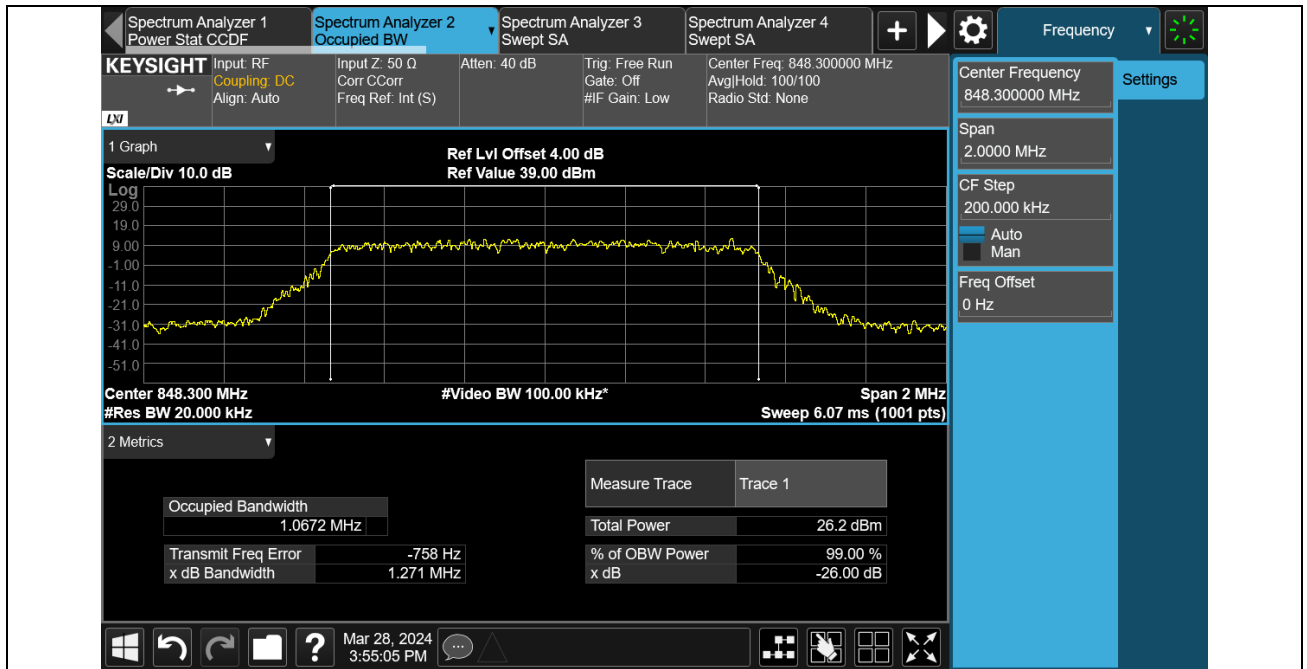 Spectrum Analyzer 1
Power Stat CCDF
Spectrum Analyzer 2
Occupied BW
Spectrum Analyzer 3
Swept SA
Spectrum Analyzer 4
Swept SA
+
Frequency
KEYSIGHT
LXI
Input: RF
Coupling: DC
Align: Auto
Input Z: 50 Ω
Corr CCorr
Freq Ref: Int (S)
Atten: 40 dB
Trig: Free Run
Gate: Off
#IF Gain: Low
Center Freq: 848.300000 MHz
Avg|Hold: 100/100
Radio Std: None
Center Frequency
848.300000 MHz
Settings
Span
2.0000 MHz
CF Step
200.000 kHz
Auto
Man
Freq Offset
0 Hz
1 Graph
Scale/Div 10.0 dB
Ref Lvl Offset 4.00 dB
Ref Value 39.00 dBm
Log
29.0
19.0
9.00
-1.00
-11.0
-21.0
-31.0
-41.0
-51.0
Center 848.300 MHz
#Video BW 100.00 kHz*
Span 2 MHz
#Res BW 20.000 kHz
Sweep 6.07 ms (1001 pts)
2 Metrics
Measure Trace Trace 1
Occupied Bandwidth
1.0672 MHz
Total Power 26.2 dBm
Transmit Freq Error -758 Hz
% of OBW Power 99.00 %
x dB Bandwidth 1.271 MHz
x dB -26.00 dB
?
Mar 28, 2024
3:55:05 PM